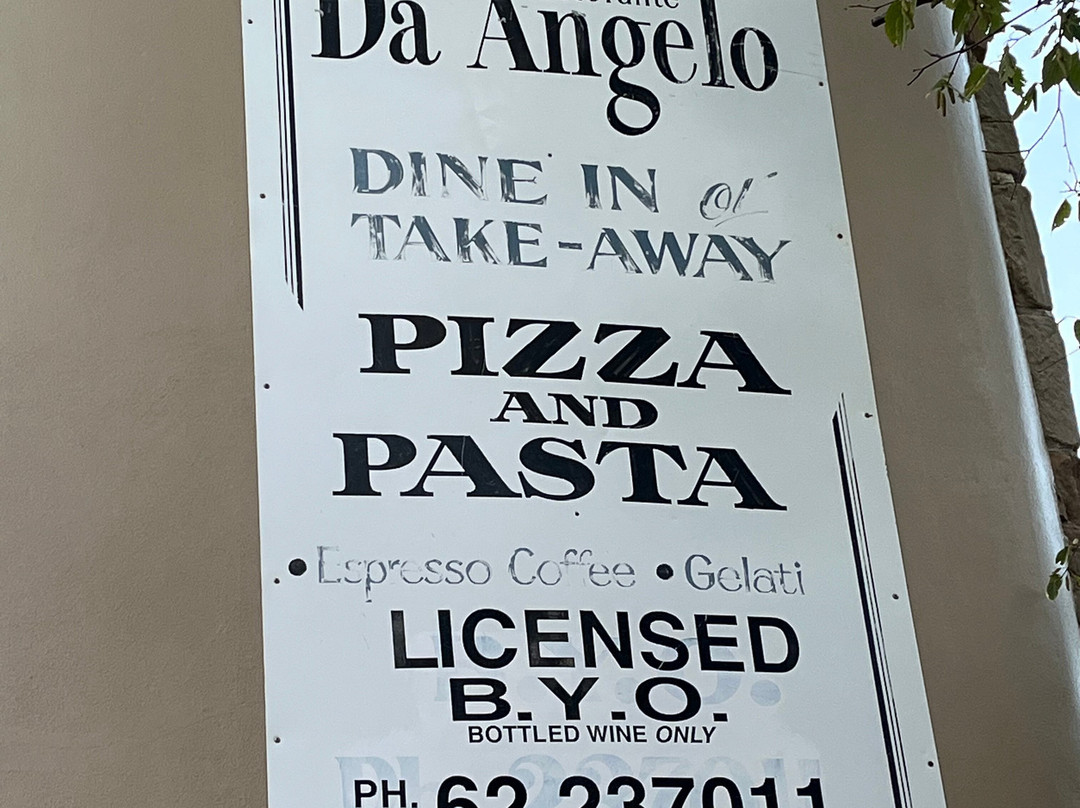 Da Angelo
DINE IN or
TAKE-AWAY
PIZZA
AND
PASTA
• Espresso Coffee • Gelati
LICENSED
B.Y.O.
BOTTLED WINE ONLY
PH. 62 237011